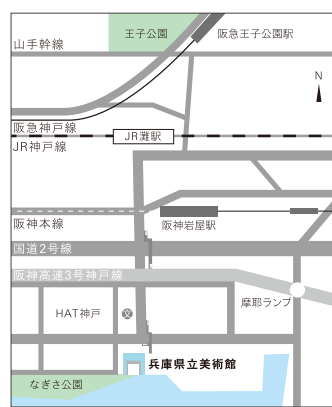 王子公園
阪急王子公園駅
山手幹線
N
阪急神戸線
JR灘駅
JR神戸線
阪神本線
阪神岩屋駅
国道2号線
阪神高速3号神戸線
摩耶ランプ
HAT神戸
文
兵庫県立美術館
なぎさ公園